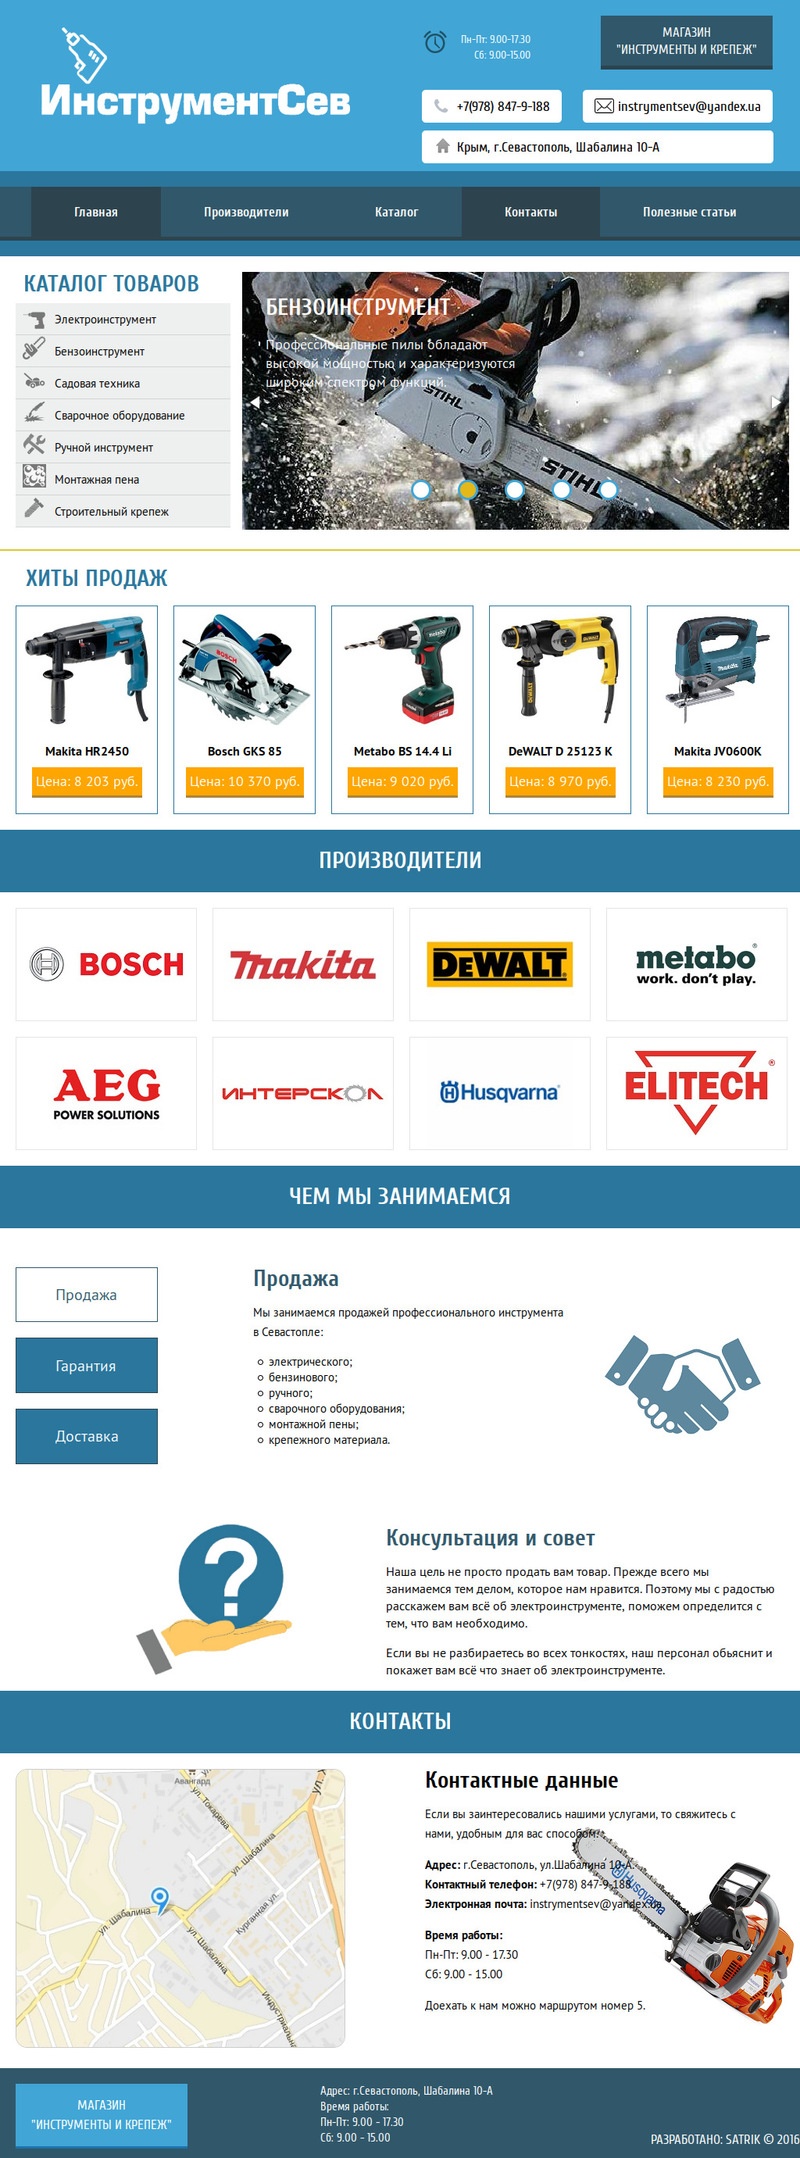 ИнструментСев
Пн-Пт: 9.00-17.30
Сб: 9.00-15.00
МАГАЗИН
"ИНСТРУМЕНТЫ И КРЕПЕЖ"
+7(978) 847-9-188
instrymentsev@yandex.ua
Крым, г.Севастополь, Шабалина 10-А
Главная
Производители
Каталог
Контакты
Полезные статьи
КАТАЛОГ ТОВАРОВ
Электроинструмент
Бензоинструмент
Садовая техника
Сварочное оборудование
Ручной инструмент
Монтажная пена
Строительный крепеж
БЕНЗОИНСТРУМЕНТ
Профессиональные пилы обладают
высокой мощностью и характеризуются
широким спектром функций.
STIHL
STIHL
ХИТЫ ПРОДАЖ
BOSCH
metabo
DEWALT
DEWALT
makita
Makita HR2450
Bosch GKS 85
Metabo BS 14.4 Li
DeWALT D 25123 K
Makita JV0600K
Цена: 8 203 руб.
Цена: 10 370 руб.
Цена: 9 020 руб.
Цена: 8 970 руб.
Цена: 8 230 руб.
ПРОИЗВОДИТЕЛИ
BOSCH
makita
DEWALT
metabo®
work. don't play.
AEG
POWER SOLUTIONS
ИНТЕРСКОЛ
Husqvarna®
ELITECH®
ЧЕМ МЫ ЗАНИМАЕМСЯ
Продажа
Гарантия
Доставка
Продажа
Мы занимаемся продажей профессионального инструмента
в Севастопле:
электрического;
бензинового;
ручного;
сварочного оборудования;
монтажной пены;
крепежного материала.
?
Консультация и совет
Наша цель не просто продать вам товар. Прежде всего мы
занимаемся тем делом, которое нам нравится. Поэтому мы с радостью
расскажем вам всё об электроинструменте, поможем определится с
тем, что вам необходимо.
Если вы не разбираетесь во всех тонкостях, наш персонал обьяснит и
покажет вам всё что знает об электроинструменте.
КОНТАКТЫ
Авангард
ул. Токарева
ул. Шабалина
ул. Шабалина
Курганная ул.
ул. Шабалина
Контактные данные
Если вы заинтересовались нашими услугами, то свяжитесь с
нами, удобным для вас способом:
Адрес: г.Севастополь, ул.Шабалина 10-А.
Контактный телефон: +7(978) 847-9-188
Электронная почта: instrymentsev@yandex.ua
Husqvarna
Время работы:
Пн-Пт: 9.00 - 17.30
Сб: 9.00 - 15.00
Доехать к нам можно маршрутом номер 5.
МАГАЗИН
"ИНСТРУМЕНТЫ И КРЕПЕЖ"
Адрес: г.Севастополь, Шабалина 10-А
Время работы:
Пн-Пт: 9.00 - 17.30
Сб: 9.00 - 15.00
РАЗРАБОТАНО: SATRIK © 2016